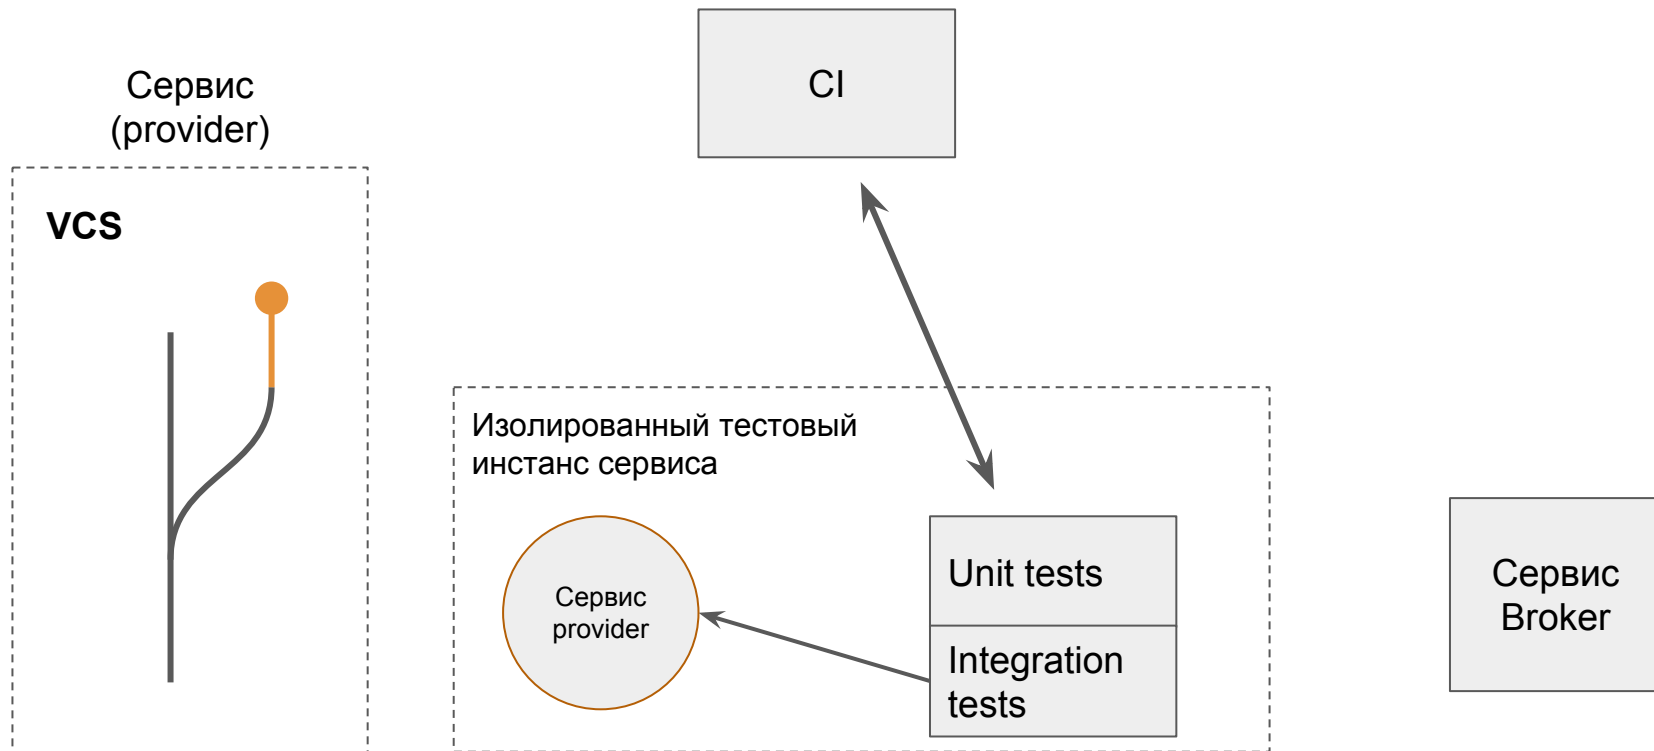 CI
Сервис
(provider)
VCS
Изолированный тестовый
инстанс сервиса
Сервис
provider
Unit tests
Integration
tests
Сервис
Broker